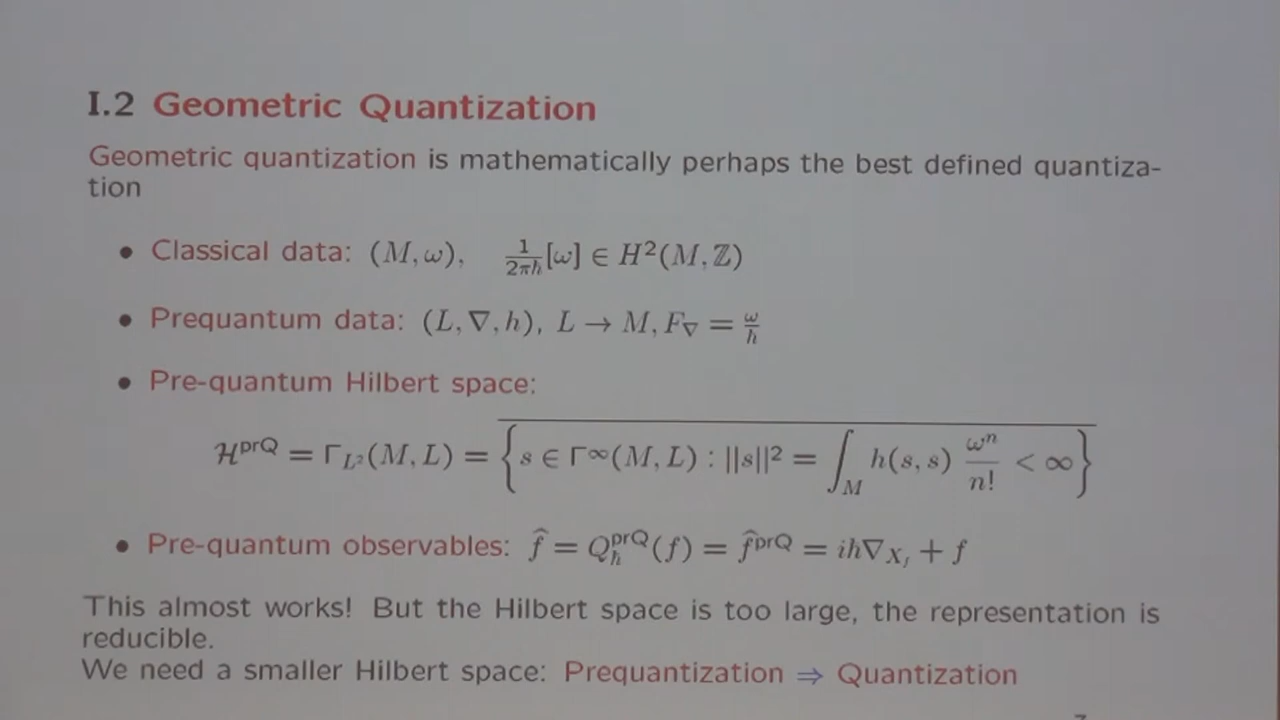 I.2 Geometric Quantization
Geometric quantization is mathematically perhaps the best defined quantiza-
tion
• Classical data: (M, ω), 1/2πℏ [ω] ∈ H²(M, ℤ)
• Prequantum data: (L, ∇, h), L → M, F∇ = ω/ℏ
• Pre-quantum Hilbert space:
ℋ^prQ = Γ_L²(M, L) = \overline{{s ∈ Γ^∞(M, L) : ||s||² = ∫_M h(s, s) ωⁿ/n! < ∞}}
• Pre-quantum observables: f̂ = Q_ℏ^prQ(f) = f̂^prQ = iℏ∇_{X_f} + f
This almost works! But the Hilbert space is too large, the representation is
reducible.
We need a smaller Hilbert space: Prequantization ⇒ Quantization